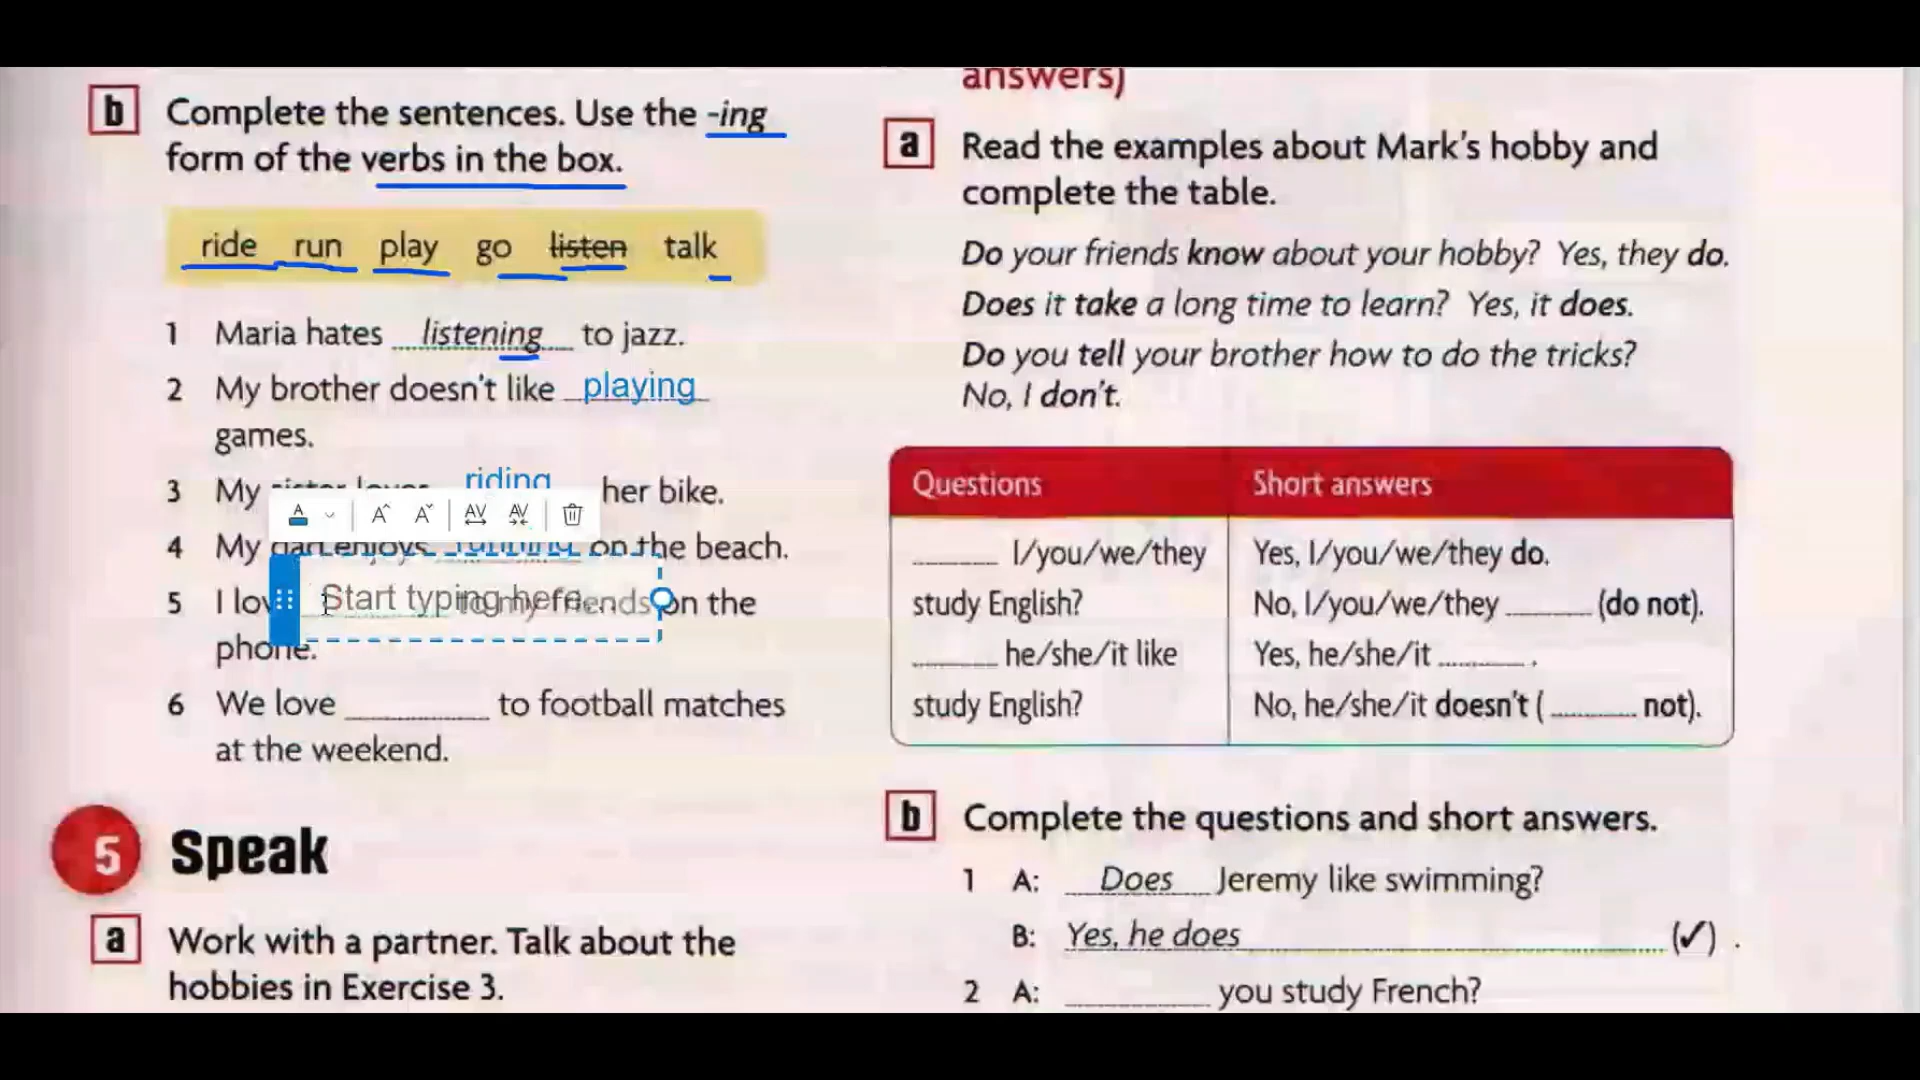 b Complete the sentences. Use the -ing
form of the verbs in the box.
ride run play go listen talk
1 Maria hates listening to jazz.
2 My brother doesn't like playing
games.
3 My sister loves riding her bike.
4 My enjoys running on the beach.
5 I lov Start typing here... to my friends on the
phone.
6 We love to football matches
at the weekend.
5 Speak
a Work with a partner. Talk about the
hobbies in Exercise 3.
answers)
a Read the examples about Mark's hobby and
complete the table.
Do your friends know about your hobby? Yes, they do.
Does it take a long time to learn? Yes, it does.
Do you tell your brother how to do the tricks?
No, I don't.
Questions Short answers
I/you/we/they Yes, I/you/we/they do.
study English? No, I/you/we/they (do not).
he/she/it like Yes, he/she/it .
study English? No, he/she/it doesn't ( not).
b Complete the questions and short answers.
1 A: Does Jeremy like swimming?
B: Yes, he does (✓) .
2 A: you study French?